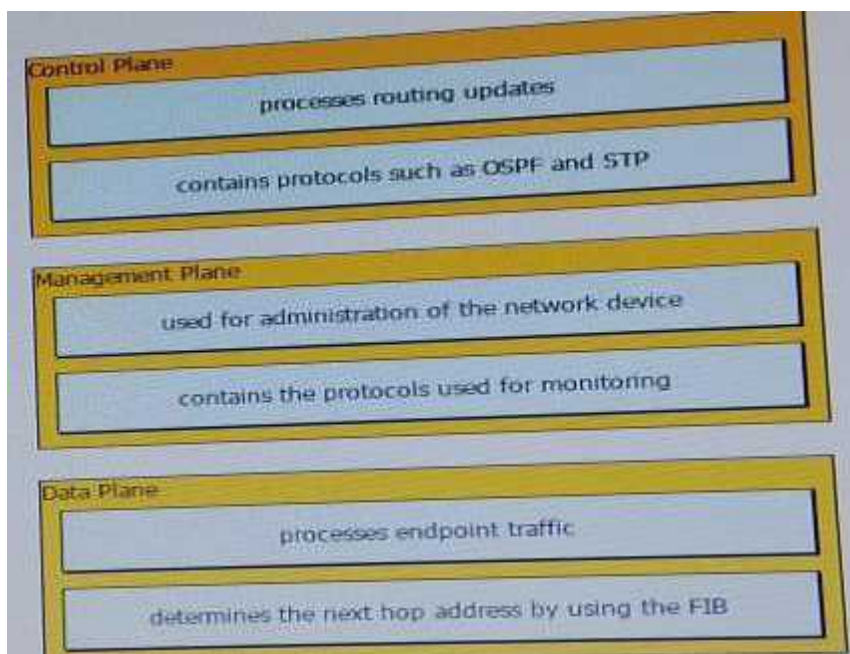 Control Plane
processes routing updates
contains protocols such as OSPF and STP
Management Plane
used for administration of the network device
contains the protocols used for monitoring
Data Plane
processes endpoint traffic
determines the next hop address by using the FIB